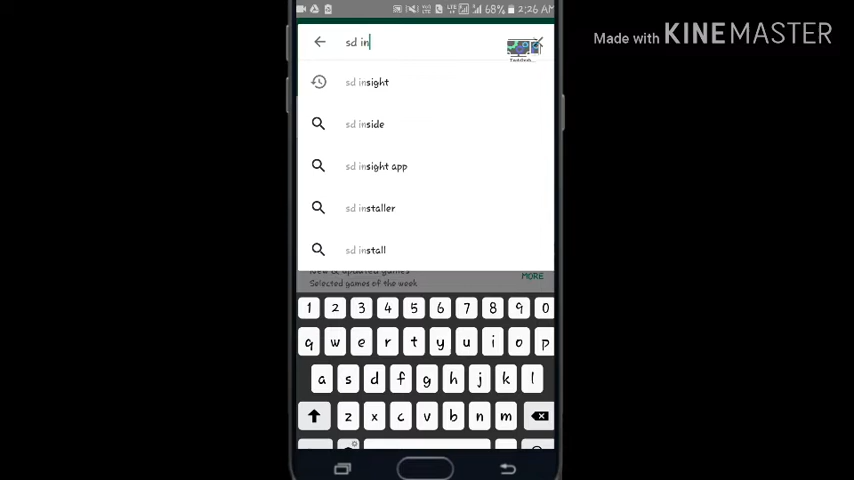 68% 2:26 AM
Made with KINEMASTER
sd in
sd insight
sd inside
sd insight app
sd installer
sd install
New & updated games
MORE
Selected games of the week
1 2 3 4 5 6 7 8 9 0
q w e r t y u i o p
a s d f g h j k l
z x c v b n m